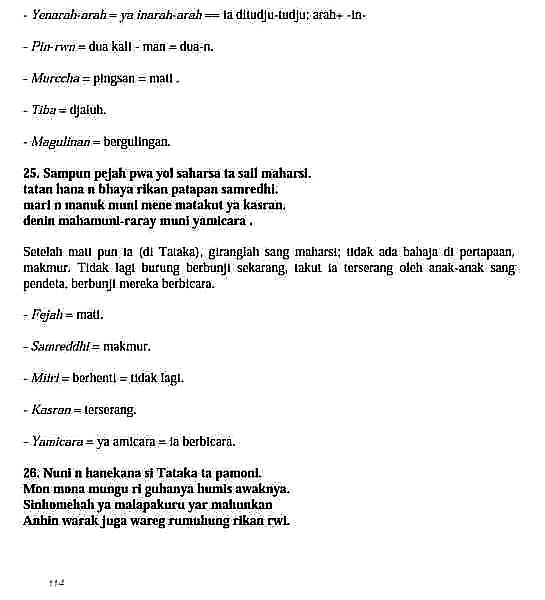 - Yenarah-arah = ya inarah-arah == ia ditudju-tudju; arah+ -in-
- Pin-rwn = dua kali - man = dua-n.
- Murccha = pingsan = mati .
- Tiba = djatuh.
- Magulinan = bergulingan.
25. Sampun pejah pwa yoi saharsa ta sail maharsi.
tatan hana n bhaya rikan patapan samredhi.
mari n manuk muni mene matakut ya kasran.
denin mahamuni-raray muni yamicara .
Setelah mati pun ia (di Tataka), giranglah sang maharsi; tidak ada bahaja di pertapaan,
makmur. Tidak lagi burung berbunji sekarang, takut ia terserang oleh anak-anak sang
pendeta, berbunji mereka berbicara.
- Fejah = mati.
- Samreddhi = makmur.
- Miiri = berhenti = tidak lagi.
- Kasran = terserang.
- Yamicara = ya amicara = ia berbicara.
26. Nuni n hanekana si Tataka ta pamoni.
Mon mona mungu ri guhanya humis awaknya.
Sinhomehah ya malapakuru yar mahunkan
Anhin warak juga wareg rumuhung rikan rwi.
114